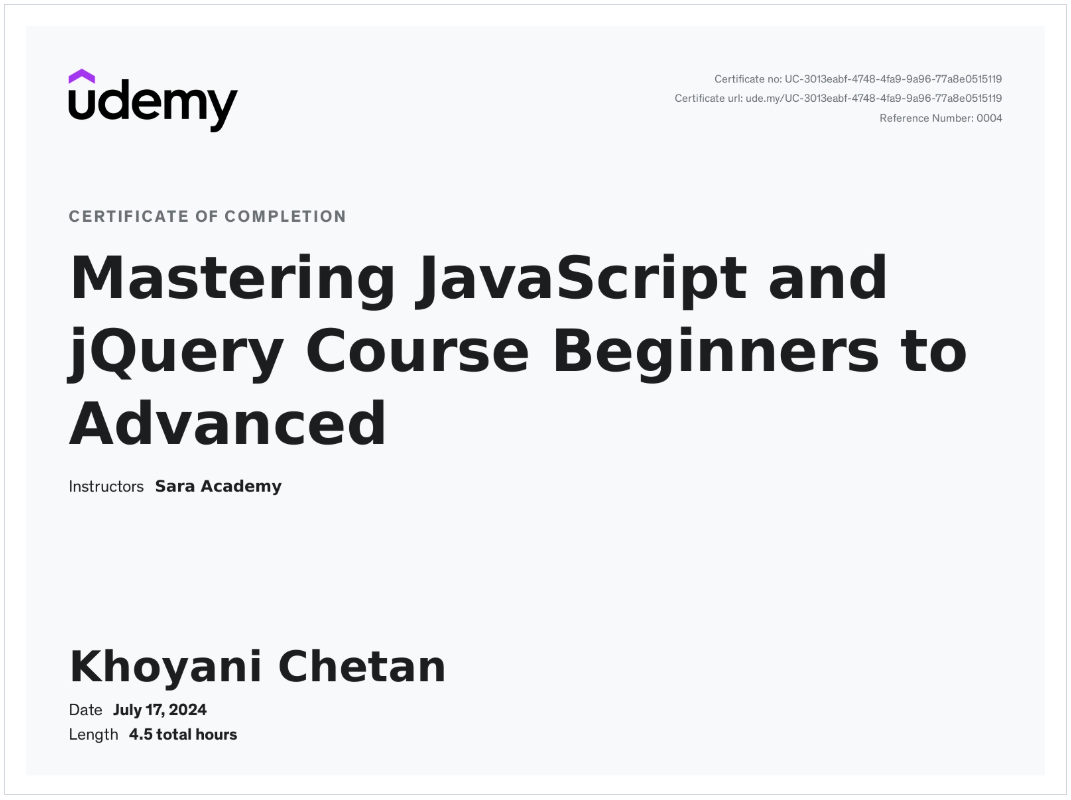 udemy
Certificate no: UC-3013eabf-4748-4fa9-9a96-77a8e0515119
Certificate url: ude.my/UC-3013eabf-4748-4fa9-9a96-77a8e0515119
Reference Number: 0004
CERTIFICATE OF COMPLETION
Mastering JavaScript and
jQuery Course Beginners to
Advanced
Instructors Sara Academy
Khoyani Chetan
Date July 17, 2024
Length 4.5 total hours